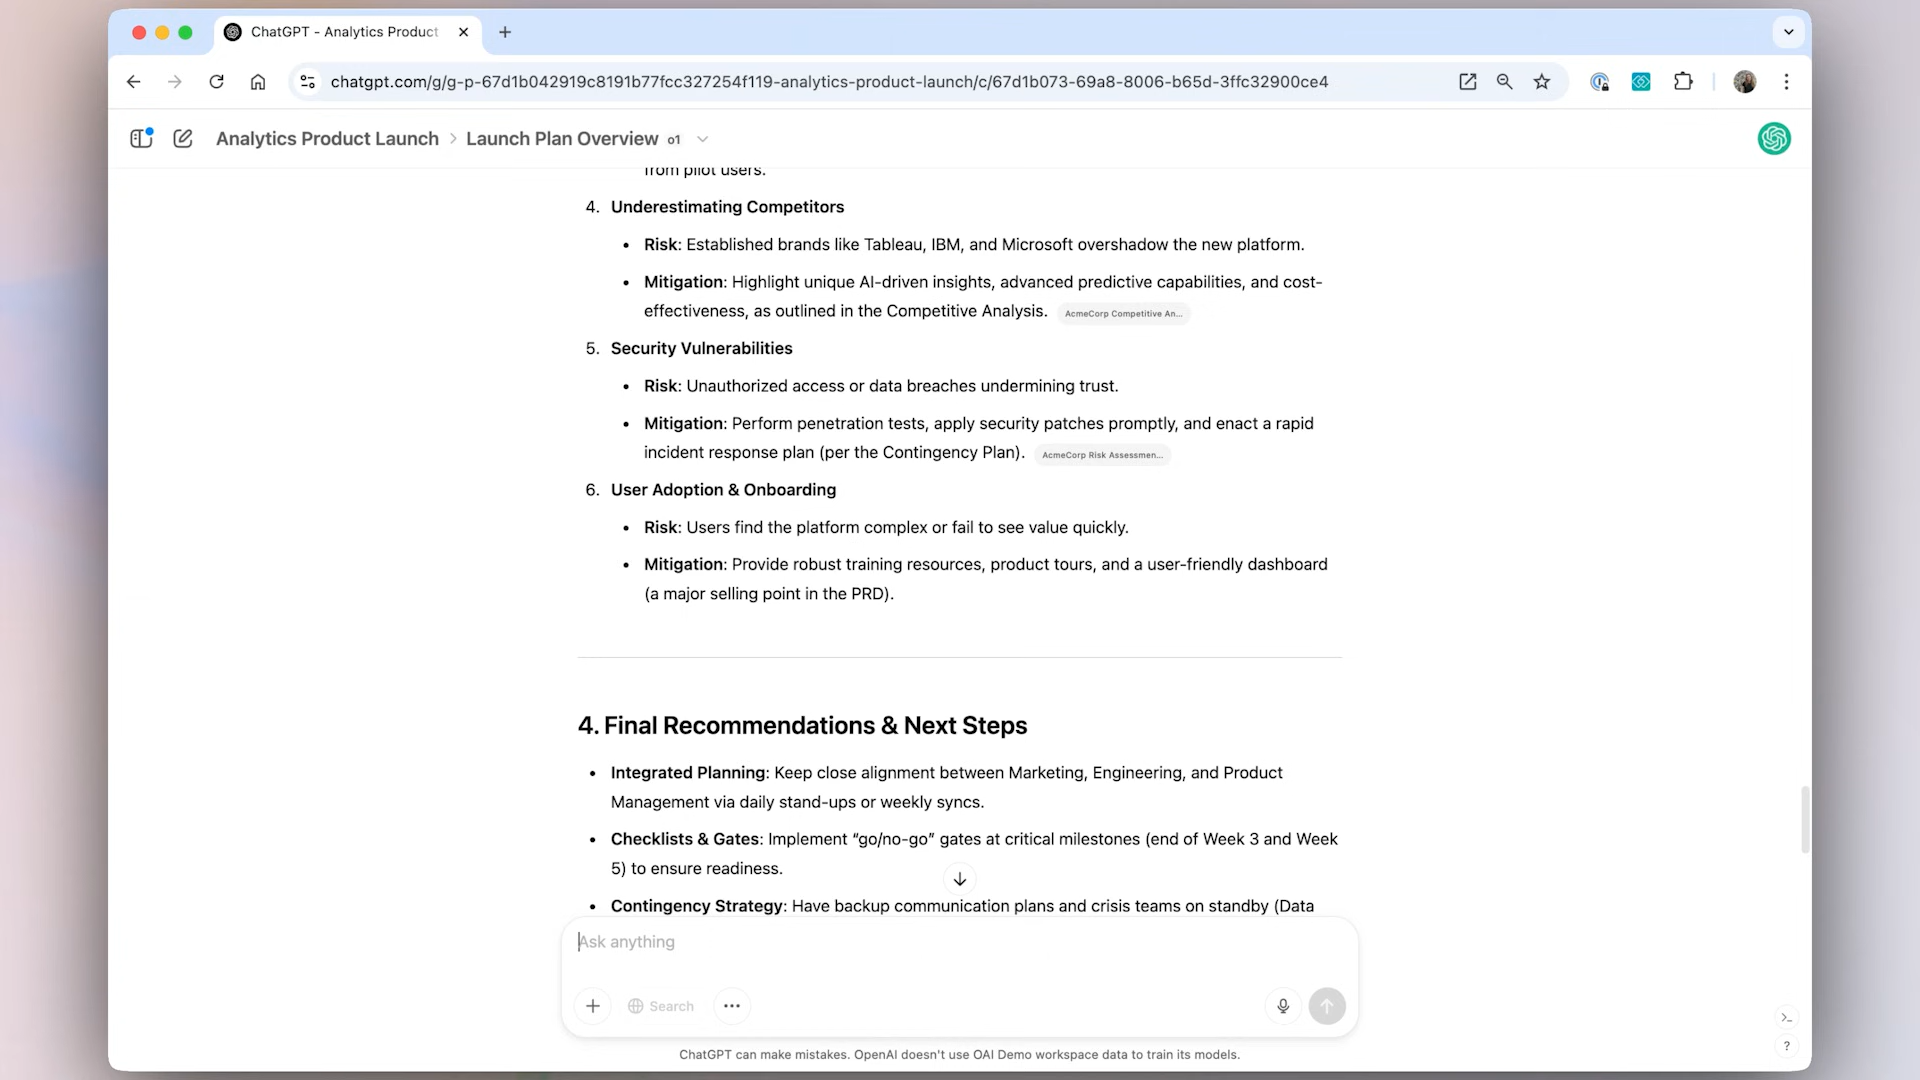 ChatGPT - Analytics Product
chatgpt.com/g/g-p-67d1b042919c8191b77fcc327254f119-analytics-product-launch/c/67d1b073-69a8-8006-b65d-3ffc32900ce4
Analytics Product Launch > Launch Plan Overview o1
from pilot users.
4. Underestimating Competitors
• Risk: Established brands like Tableau, IBM, and Microsoft overshadow the new platform.
• Mitigation: Highlight unique AI-driven insights, advanced predictive capabilities, and cost-
effectiveness, as outlined in the Competitive Analysis. AcmeCorp Competitive An...
5. Security Vulnerabilities
• Risk: Unauthorized access or data breaches undermining trust.
• Mitigation: Perform penetration tests, apply security patches promptly, and enact a rapid
incident response plan (per the Contingency Plan). AcmeCorp Risk Assessmen...
6. User Adoption & Onboarding
• Risk: Users find the platform complex or fail to see value quickly.
• Mitigation: Provide robust training resources, product tours, and a user-friendly dashboard
(a major selling point in the PRD).
4. Final Recommendations & Next Steps
• Integrated Planning: Keep close alignment between Marketing, Engineering, and Product
Management via daily stand-ups or weekly syncs.
• Checklists & Gates: Implement “go/no-go” gates at critical milestones (end of Week 3 and Week
5) to ensure readiness.
• Contingency Strategy: Have backup communication plans and crisis teams on standby (Data
Ask anything
Search
ChatGPT can make mistakes. OpenAI doesn't use OAI Demo workspace data to train its models.
?